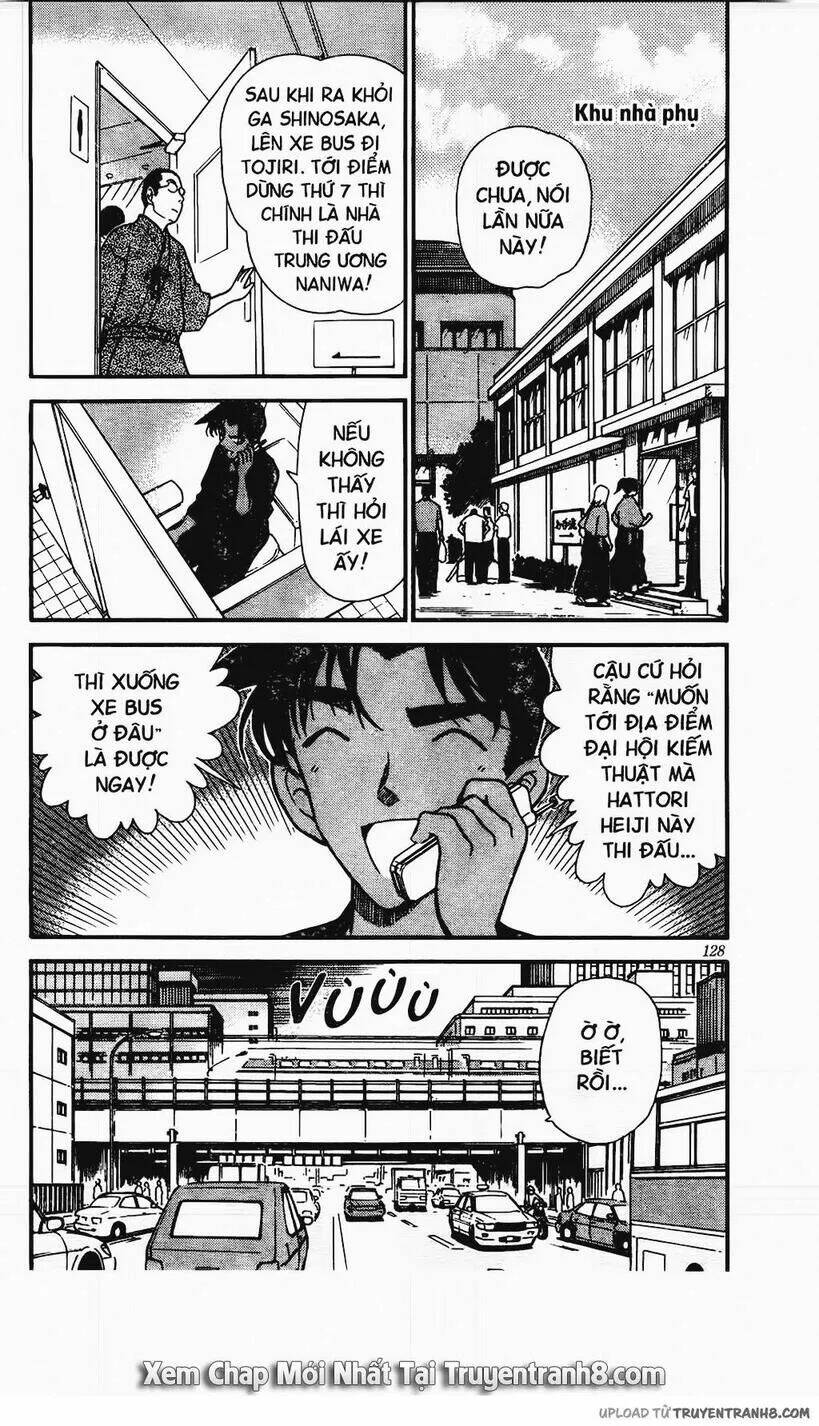 Khu nhà phụ
ĐƯỢC
CHƯA, NÓI
LẦN NỮA
NÀY!
SAU KHI RA KHỎI
GA SHINOSAKA,
LÊN XE BUS ĐI
TOJIRI. TỚI ĐIỂM
DỪNG THỨ 7 THÌ
CHÍNH LÀ NHÀ
THI ĐẤU
TRUNG ƯƠNG
NANIWA!
NẾU
KHÔNG
THẤY
THÌ HỎI
LÁI XE
ẤY!
CẬU CỨ HỎI
RẰNG "MUỐN
TỚI ĐỊA ĐIỂM
ĐẠI HỘI KIẾM
THUẬT MÀ
HATTORI
HEIJI NÀY
THI ĐẤU...
THÌ XUỐNG
XE BUS
Ở ĐÂU"
LÀ ĐƯỢC
NGAY!
128
VÙÙÙ
Ờ Ờ,
BIẾT
RỒI...
Xem Chap Mới Nhất Tại Truyentranh8.com
UPLOAD TỪ TRUYENTRANH8.COM